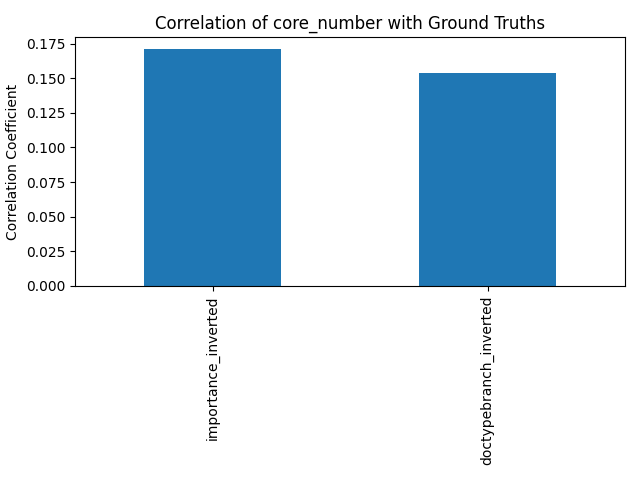 Correlation of core_number with Ground Truths
Correlation Coefficient
0.175
0.150
0.125
0.100
0.075
0.050
0.025
0.000
importance_inverted
doctypebranch_inverted